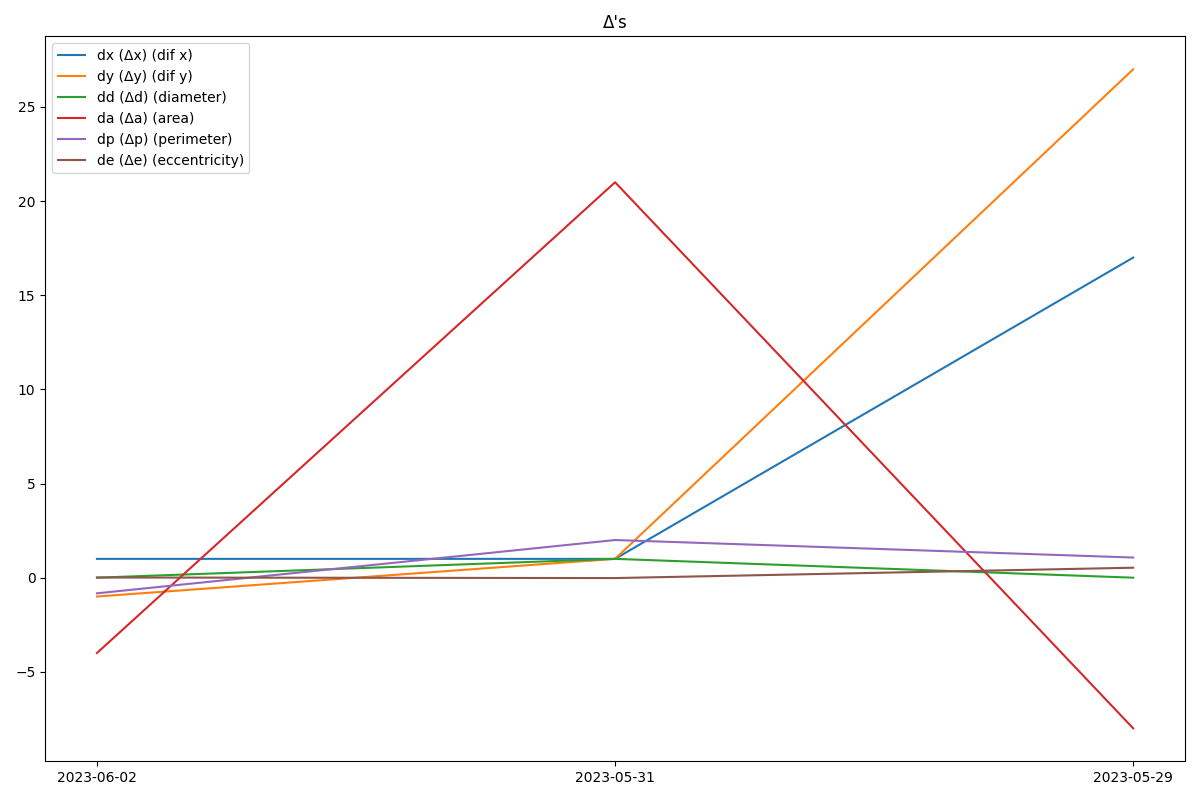 Δ's
dx (Δx) (dif x)
dy (Δy) (dif y)
dd (Δd) (diameter)
da (Δa) (area)
dp (Δp) (perimeter)
de (Δe) (eccentricity)
25
20
15
10
5
0
−5
2023-06-02
2023-05-31
2023-05-29